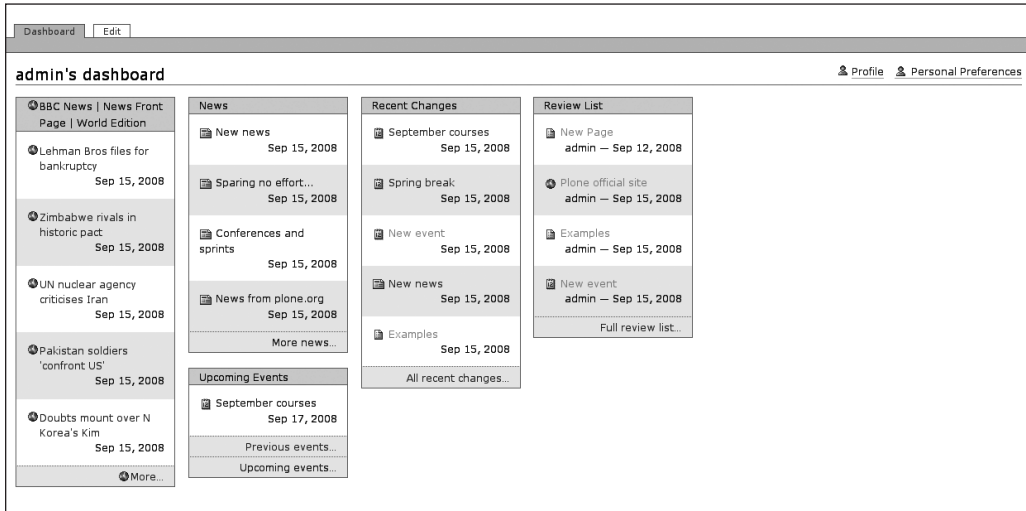 Dashboard Edit
admin's dashboard
Profile Personal Preferences
BBC News | News Front
Page | World Edition
Lehman Bros files for
bankruptcy
Sep 15, 2008
Zimbabwe rivals in
historic pact
Sep 15, 2008
UN nuclear agency
criticises Iran
Sep 15, 2008
Pakistan soldiers
'confront US'
Sep 15, 2008
Doubts mount over N
Korea's Kim
Sep 15, 2008
More...
News
New news
Sep 15, 2008
Sparing no effort...
Sep 15, 2008
Conferences and
sprints
Sep 15, 2008
News from plone.org
Sep 15, 2008
More news...
Upcoming Events
September courses
Sep 17, 2008
Previous events...
Upcoming events...
Recent Changes
September courses
Sep 15, 2008
Spring break
Sep 15, 2008
New event
Sep 15, 2008
New news
Sep 15, 2008
Examples
Sep 15, 2008
All recent changes...
Review List
New Page
admin — Sep 12, 2008
Plone official site
admin — Sep 15, 2008
Examples
admin — Sep 15, 2008
New event
admin — Sep 15, 2008
Full review list...